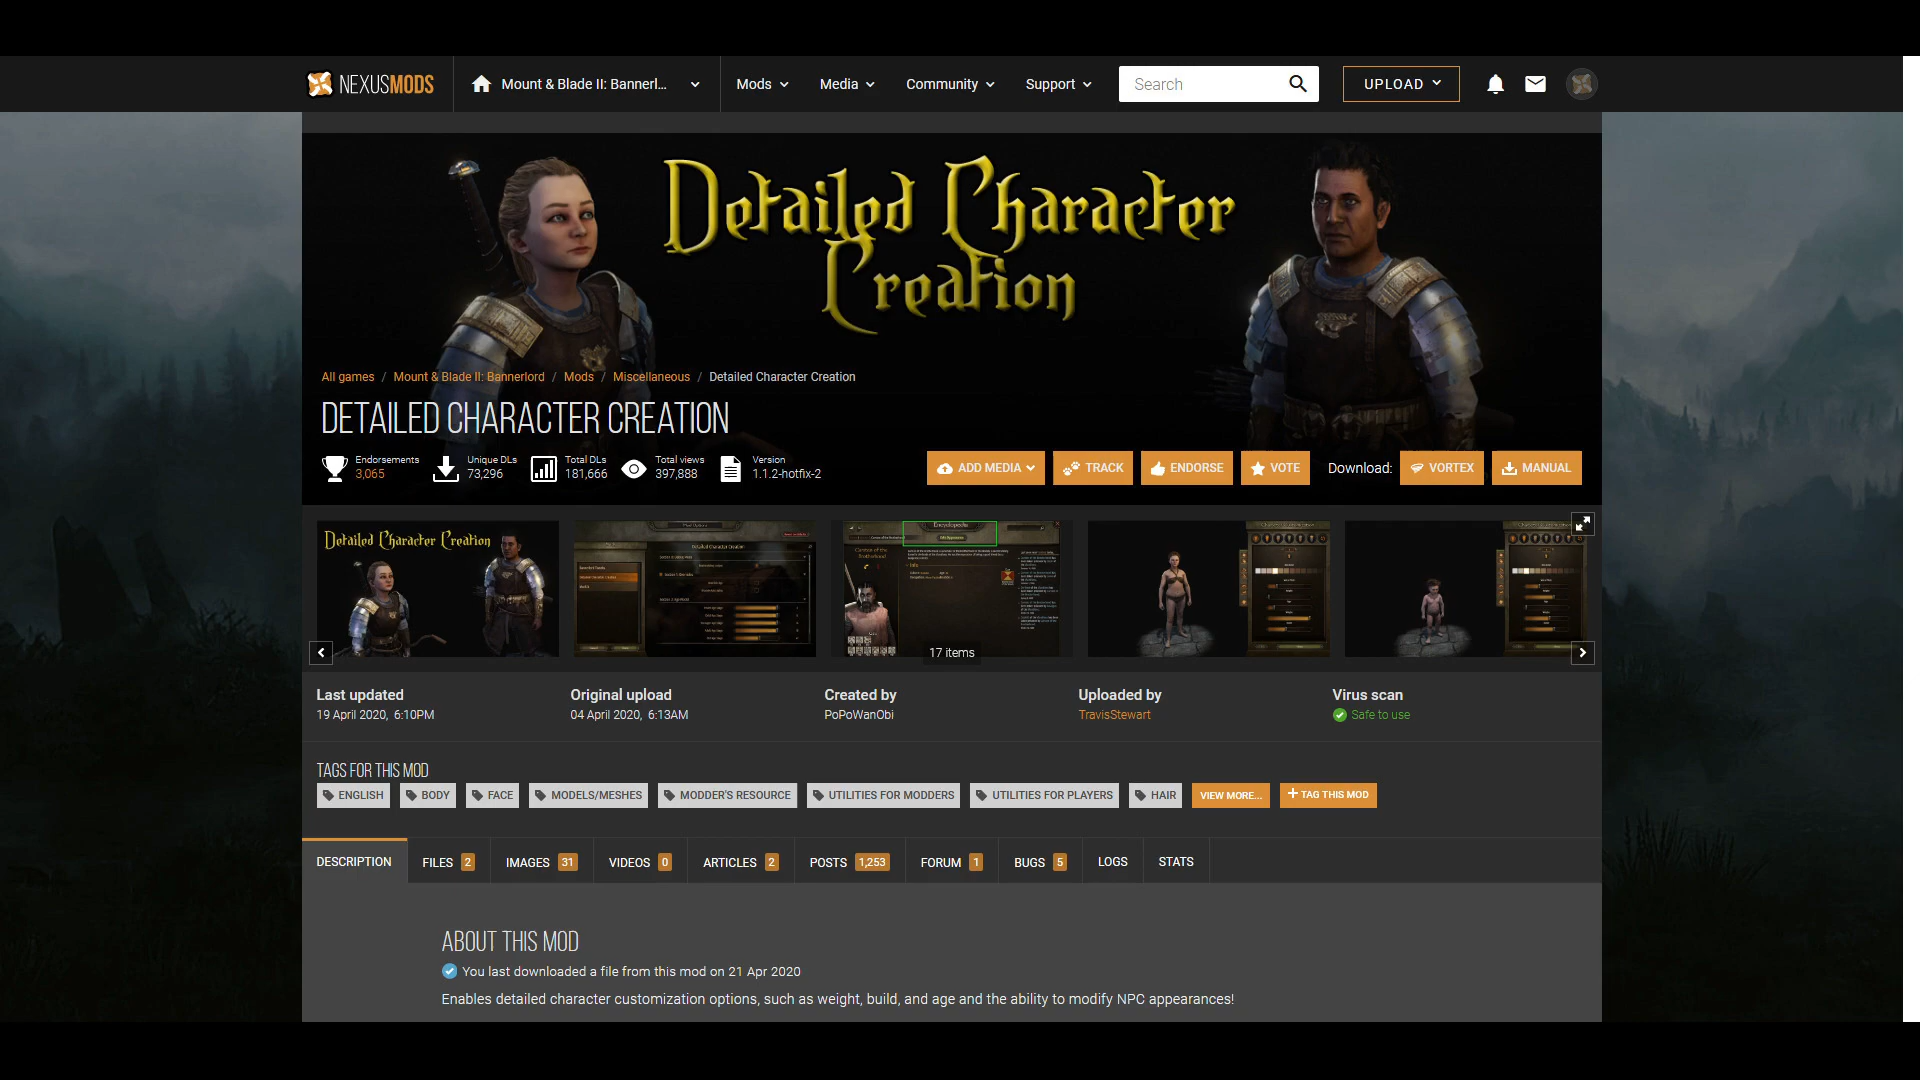 NEXUSMODS
Mount & Blade II: Bannerl...
Mods
Media
Community
Support
Search
UPLOAD
Detailed Character
Creation
All games / Mount & Blade II: Bannerlord / Mods / Miscellaneous / Detailed Character Creation
DETAILED CHARACTER CREATION
Endorsements
3,065
Unique DLs
73,296
Total DLs
181,666
Total views
397,888
Version
1.1.2-hotfix-2
ADD MEDIA
TRACK
ENDORSE
VOTE
Download:
VORTEX
MANUAL
Detailed Character Creation
Detailed Character Creation
Encyclopedia
17 items
Last updated
19 April 2020, 6:10PM
Original upload
04 April 2020, 6:13AM
Created by
PoPoWanObi
Uploaded by
TravisStewart
Virus scan
Safe to use
TAGS FOR THIS MOD
ENGLISH
BODY
FACE
MODELS/MESHES
MODDER'S RESOURCE
UTILITIES FOR MODDERS
UTILITIES FOR PLAYERS
HAIR
VIEW MORE...
+ TAG THIS MOD
DESCRIPTION
FILES 2
IMAGES 31
VIDEOS 0
ARTICLES 2
POSTS 1,253
FORUM 1
BUGS 5
LOGS
STATS
ABOUT THIS MOD
You last downloaded a file from this mod on 21 Apr 2020
Enables detailed character customization options, such as weight, build, and age and the ability to modify NPC appearances!